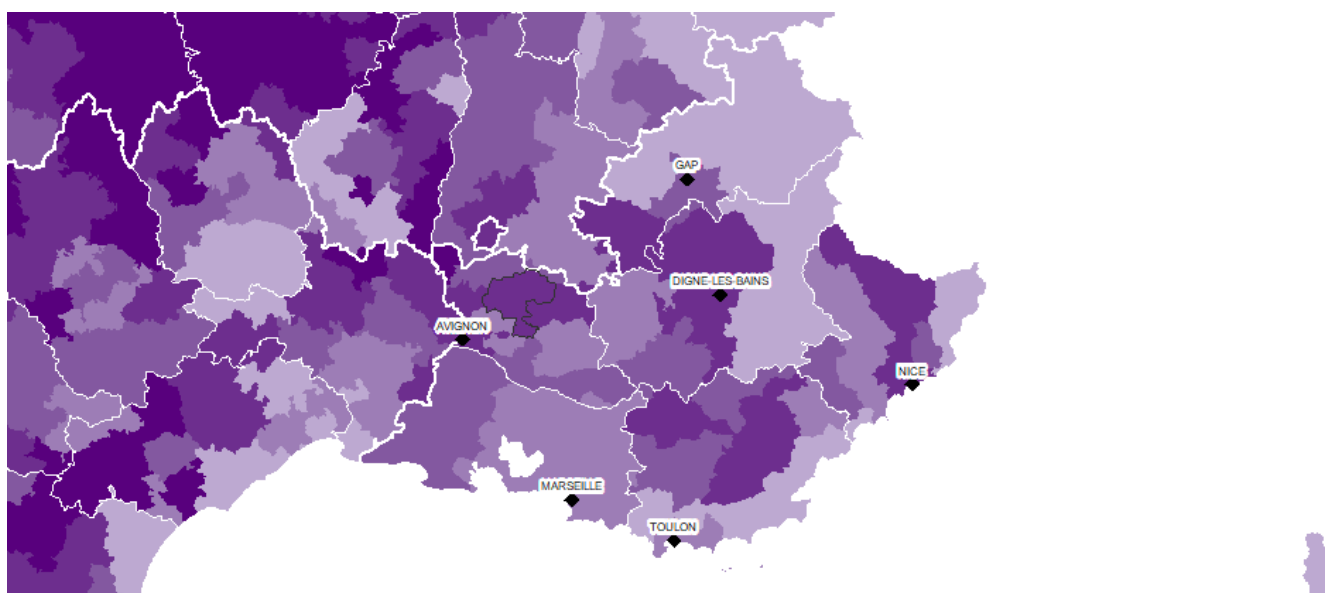 GAP
DIGNE-LES-BAINS
AVIGNON
NICE
MARSEILLE
TOULON